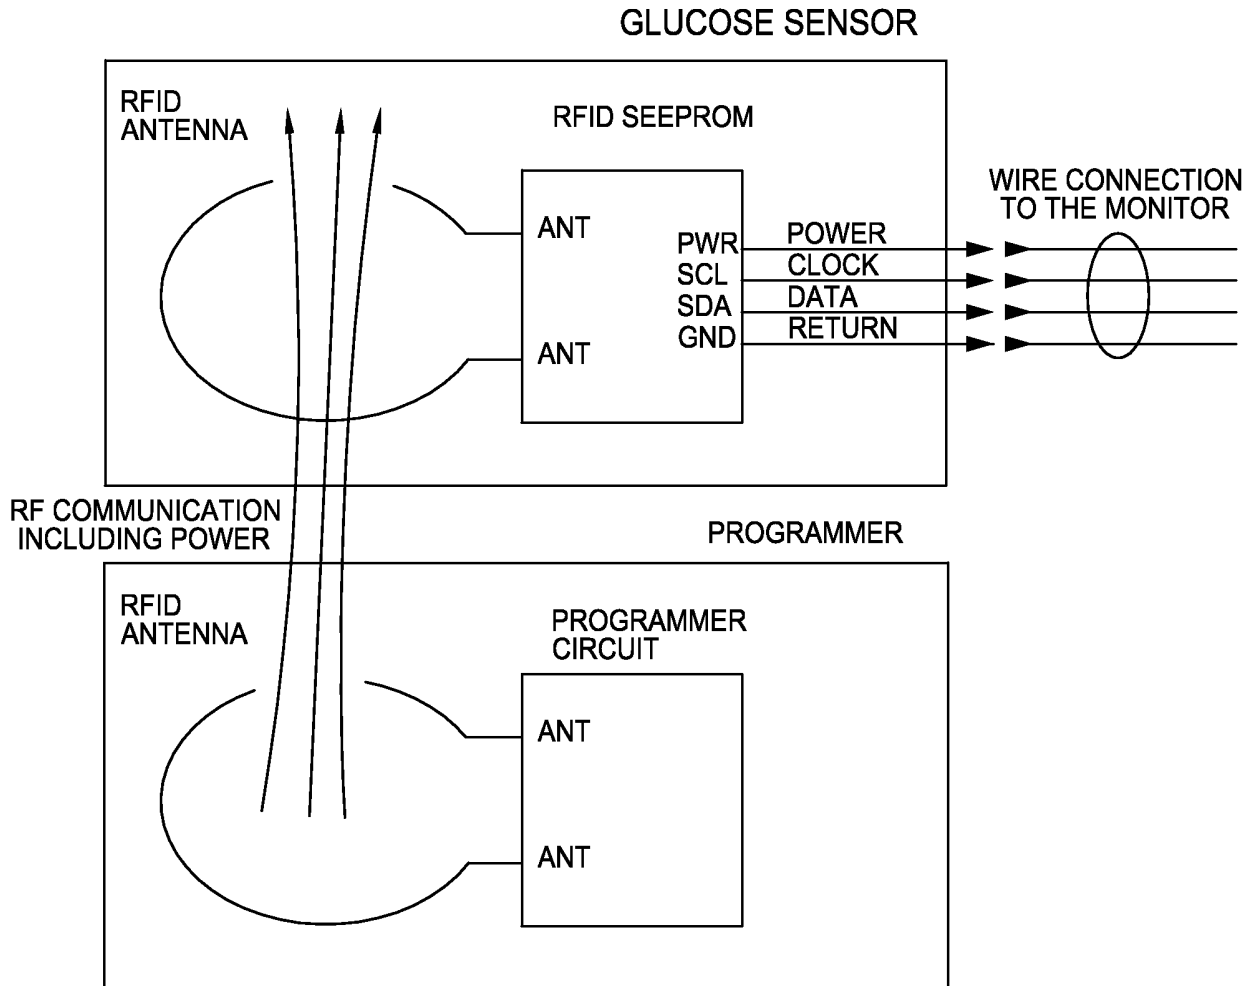 GLUCOSE SENSOR
RFID
ANTENNA
RFID SEEPROM
WIRE CONNECTION
TO THE MONITOR
ANT
ANT
PWR
SCL
SDA
GND
POWER
CLOCK
DATA
RETURN
RF COMMUNICATION
INCLUDING POWER
PROGRAMMER
RFID
ANTENNA
PROGRAMMER
CIRCUIT
ANT
ANT